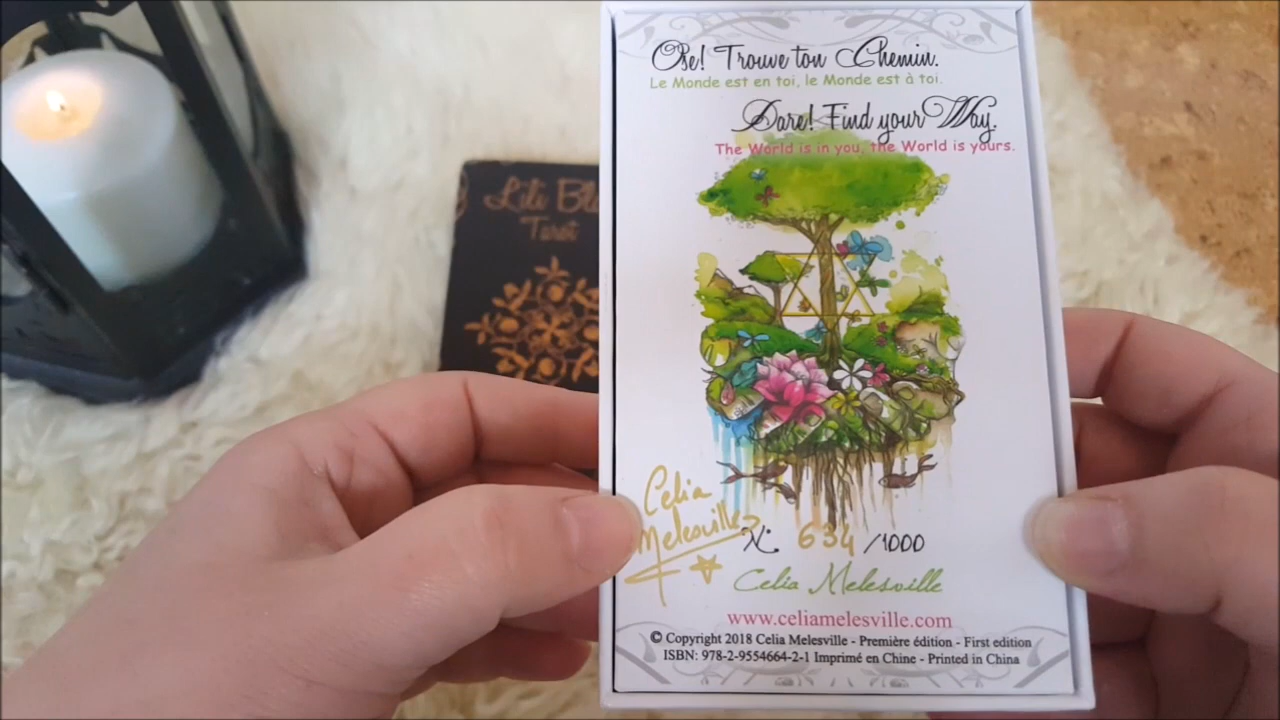 Ose! Trouve ton Chemin.
Le Monde est en toi, le Monde est à toi.
Dare! Find your Way.
The World is in you, the World is yours.
Lili
Tarot
Celia
Melesville
N° 634 /1000
Celia Melesville
www.celiamelesville.com
© Copyright 2018 Celia Melesville - Première édition - First edition
ISBN: 978-2-9554664-2-1 Imprimé en Chine - Printed in China